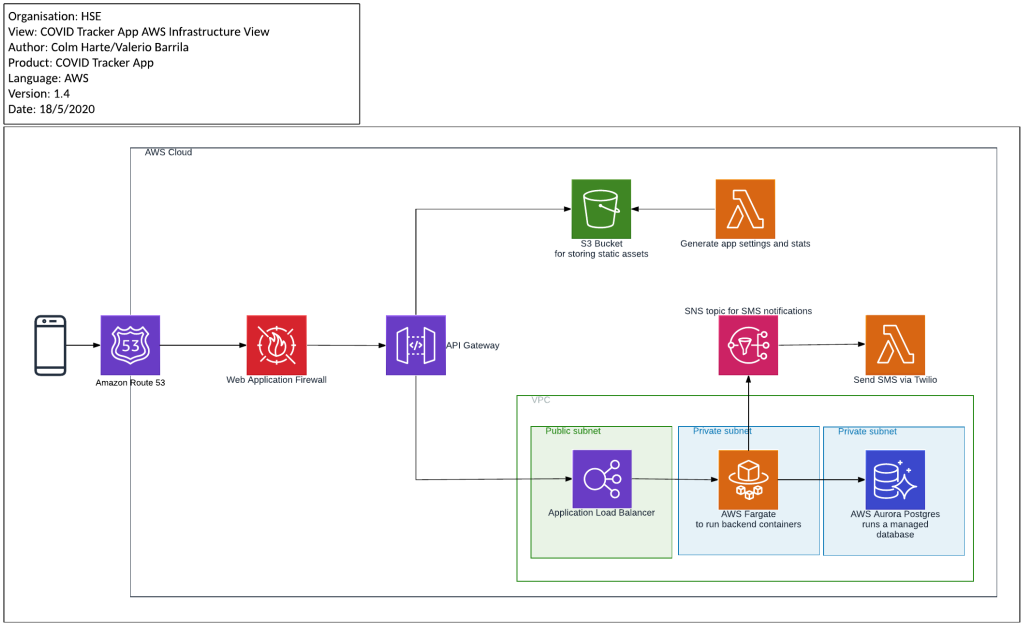 Organisation: HSE
View: COVID Tracker App AWS Infrastructure View
Author: Colm Harte/Valerio Barrila
Product: COVID Tracker App
Language: AWS
Version: 1.4
Date: 18/5/2020
AWS Cloud
S3 Bucket
for storing static assets
Generate app settings and stats
SNS topic for SMS notifications
53
Amazon Route 53
Web Application Firewall
</>
API Gateway
Send SMS via Twilio
VPC
Public subnet
Private subnet
Private subnet
Application Load Balancer
AWS Fargate
to run backend containers
AWS Aurora Postgres
runs a managed
database